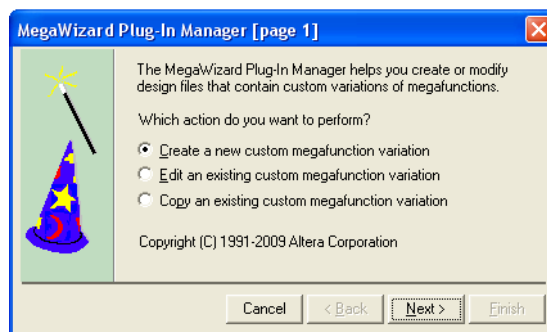 MegaWizard Plug-In Manager [page 1]
The MegaWizard Plug-In Manager helps you create or modify
design files that contain custom variations of megafunctions.
Which action do you want to perform?
Create a new custom megafunction variation
Edit an existing custom megafunction variation
Copy an existing custom megafunction variation
Copyright (C) 1991-2009 Altera Corporation
Cancel < Back Next > Finish